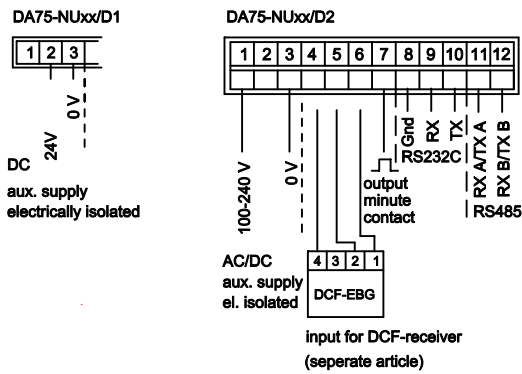 DA75-NUxx/D1
1 2 3
24V
0 V
DC
aux. supply
electrically isolated
DA75-NUxx/D2
1 2 3 4 5 6 7 8 9 10 11 12
100-240 V
0 V
output
minute
contact
Gnd
RX
TX
RS232C
RX A/TX A
RX B/TX B
RS485
AC/DC
aux. supply
el. isolated
4 3 2 1
DCF-EBG
input for DCF-receiver
(seperate article)